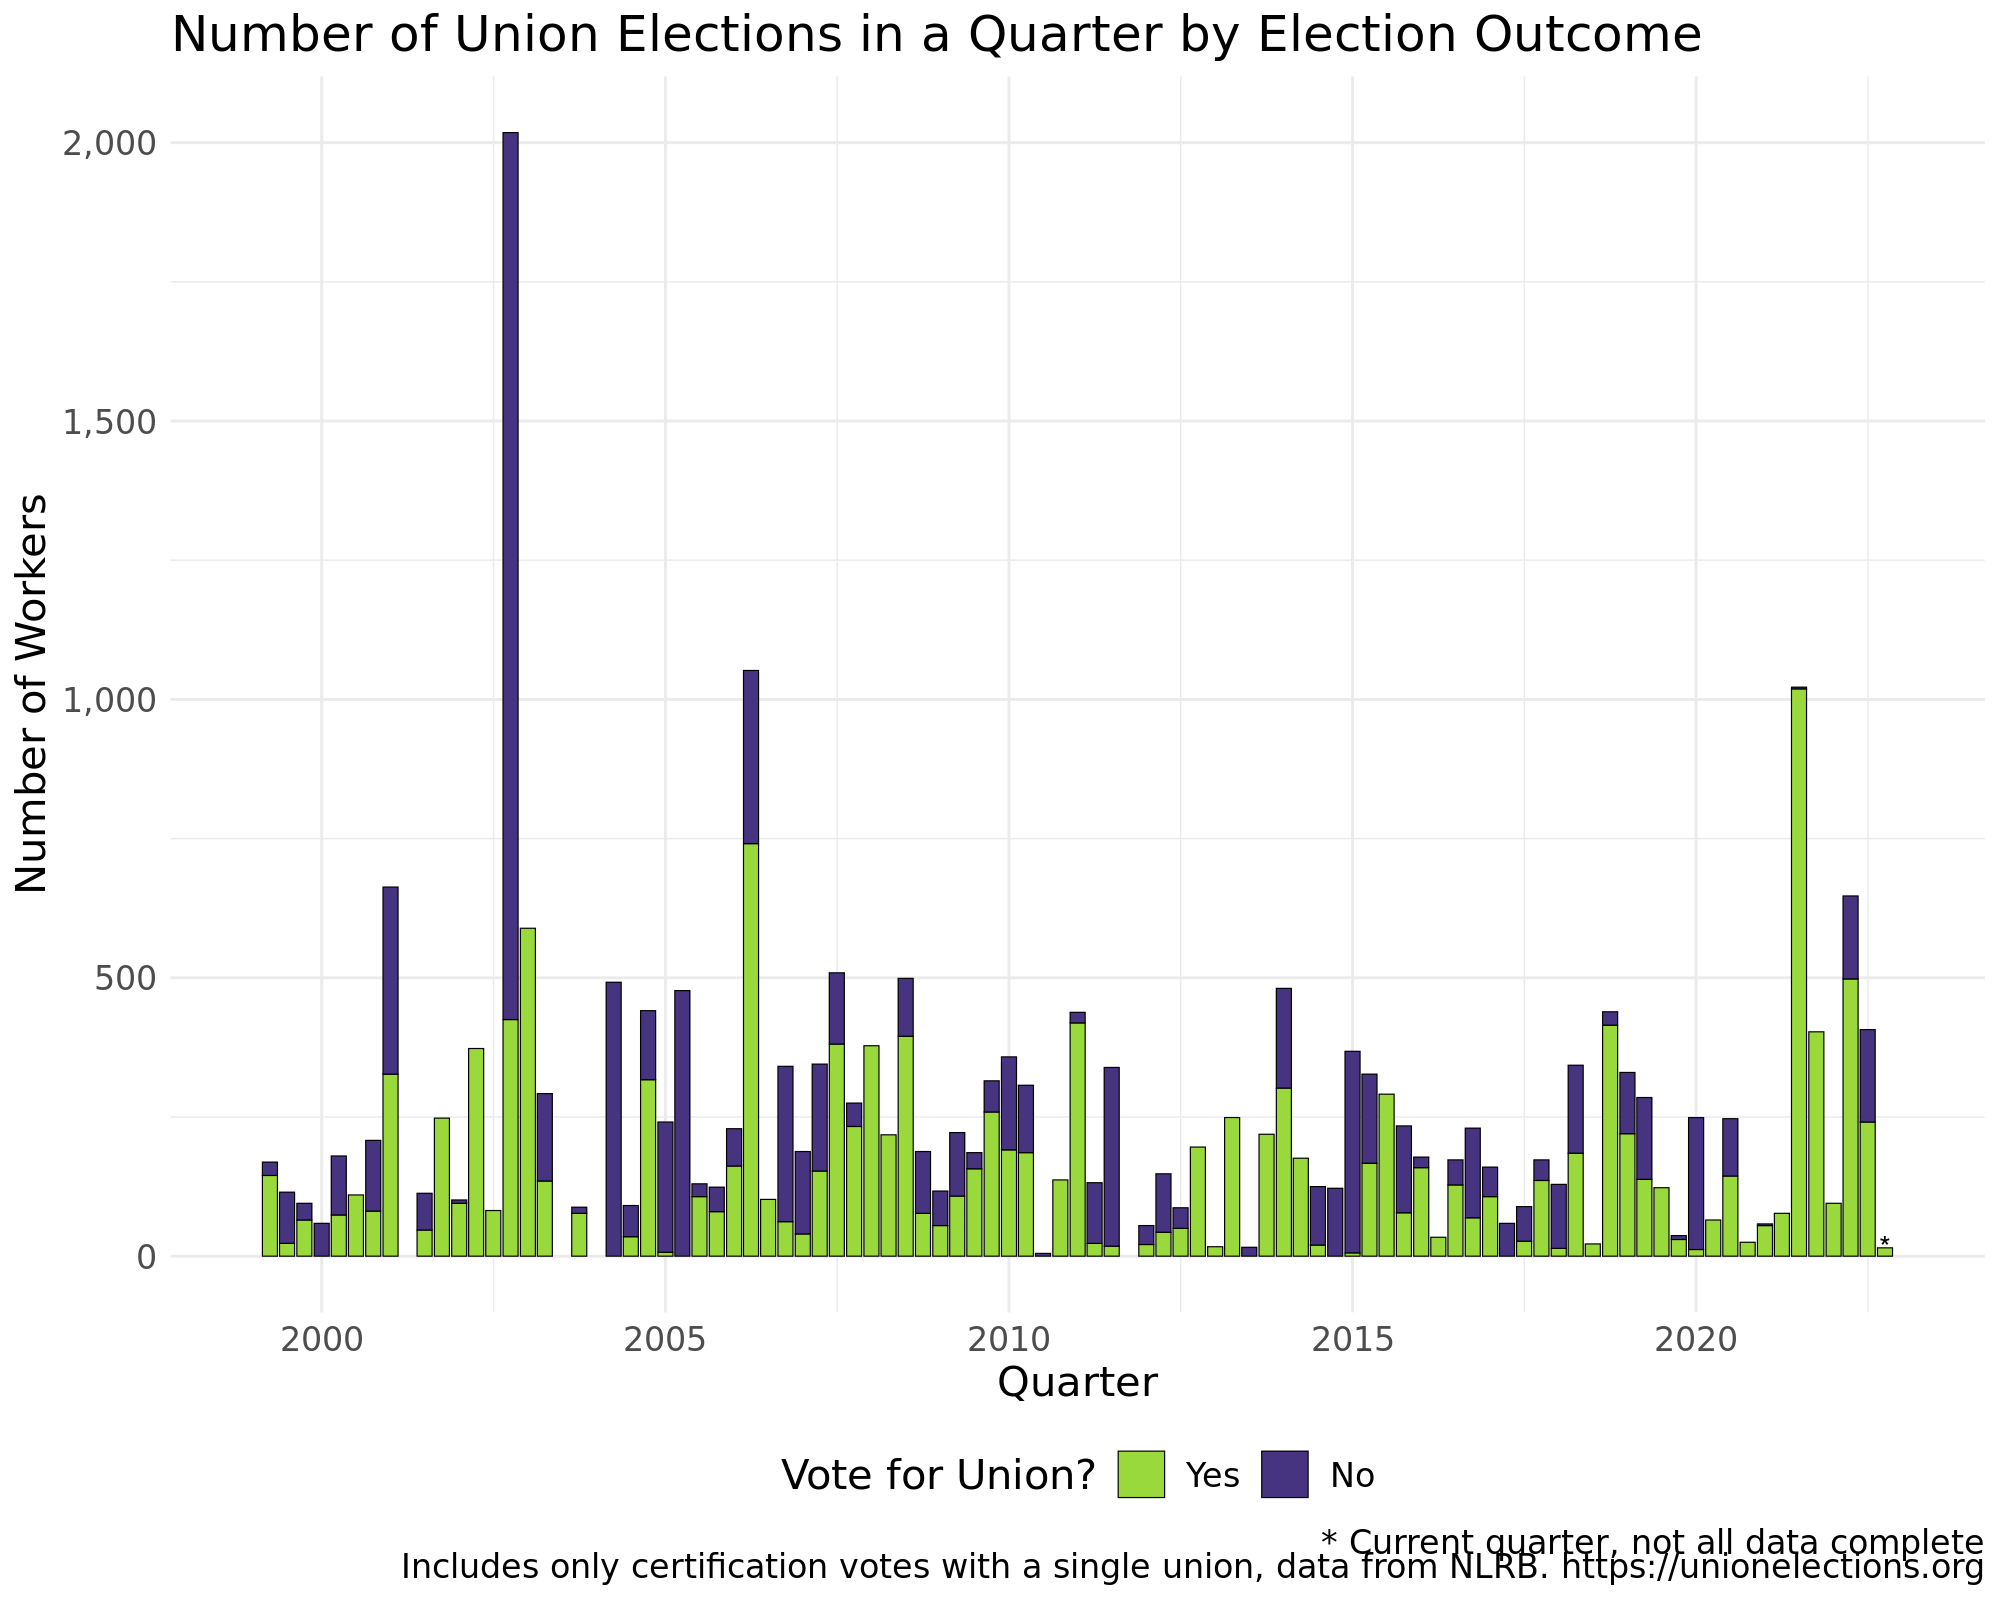 Number of Union Elections in a Quarter by Election Outcome
2,000
1,500
1,000
500
0
Number of Workers
*
2000 2005 2010 2015 2020
Quarter
Vote for Union? Yes No
* Current quarter, not all data complete
Includes only certification votes with a single union, data from NLRB. https://unionelections.org